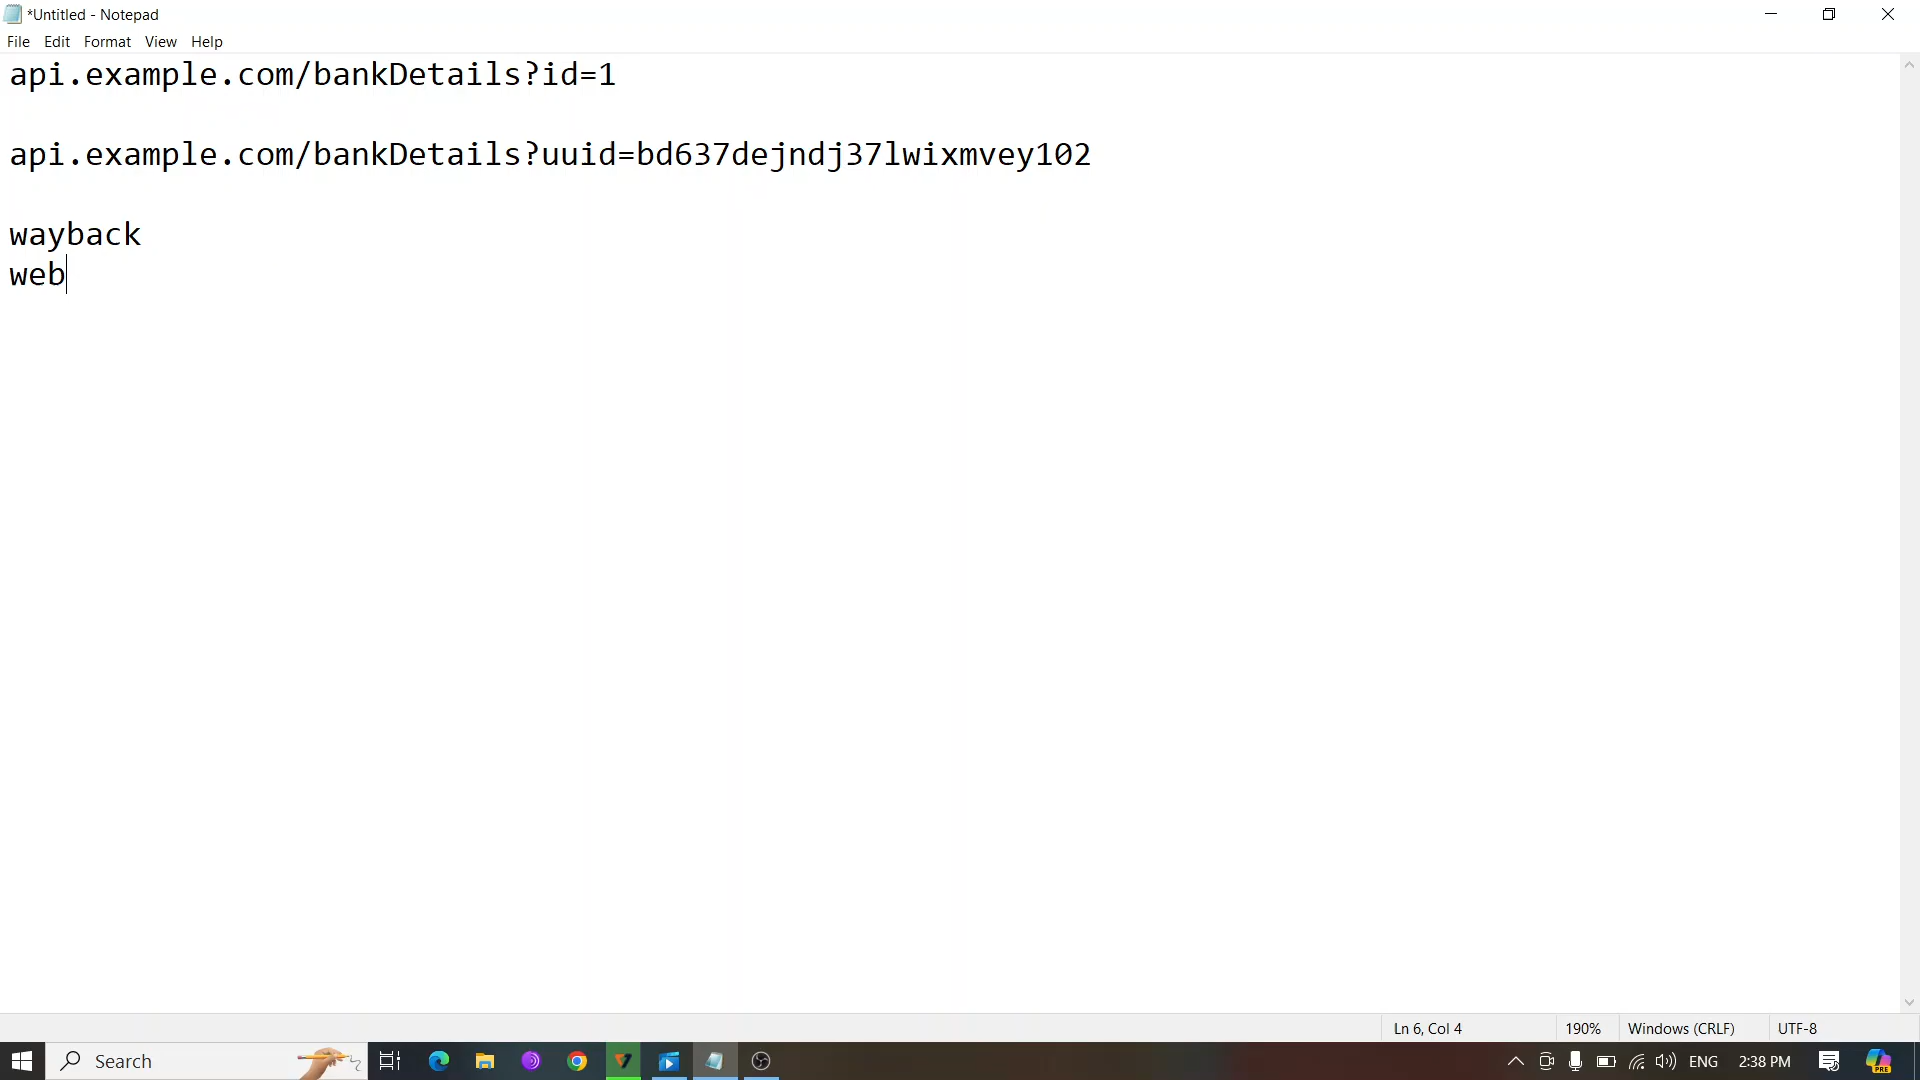 *Untitled - Notepad
File Edit Format View Help
api.example.com/bankDetails?id=1
api.example.com/bankDetails?uuid=bd637dejndj37lwixmvey102
wayback
web
Ln 6, Col 4 190% Windows (CRLF) UTF-8
Search ENG 2:38 PM PRE